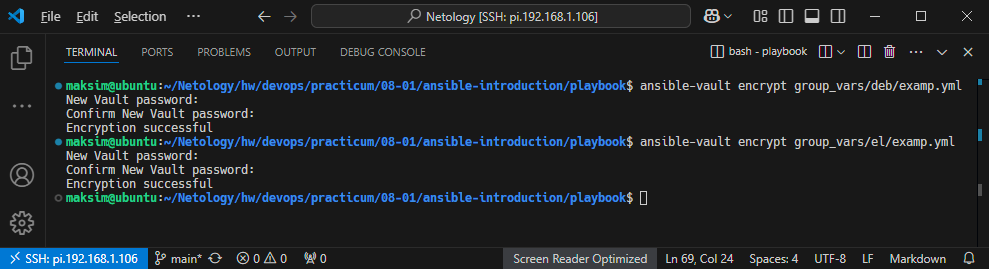 File Edit Selection ... Netology [SSH: pi.192.168.1.106]
TERMINAL PORTS PROBLEMS OUTPUT DEBUG CONSOLE bash - playbook
maksim@ubuntu:~/Netology/hw/devops/practicum/08-01/ansible-introduction/playbook$ ansible-vault encrypt group_vars/deb/examp.yml
New Vault password:
Confirm New Vault password:
Encryption successful
maksim@ubuntu:~/Netology/hw/devops/practicum/08-01/ansible-introduction/playbook$ ansible-vault encrypt group_vars/el/examp.yml
New Vault password:
Confirm New Vault password:
Encryption successful
maksim@ubuntu:~/Netology/hw/devops/practicum/08-01/ansible-introduction/playbook$
SSH: pi.192.168.1.106 main* 0 0 0 Screen Reader Optimized Ln 69, Col 24 Spaces: 4 UTF-8 LF Markdown